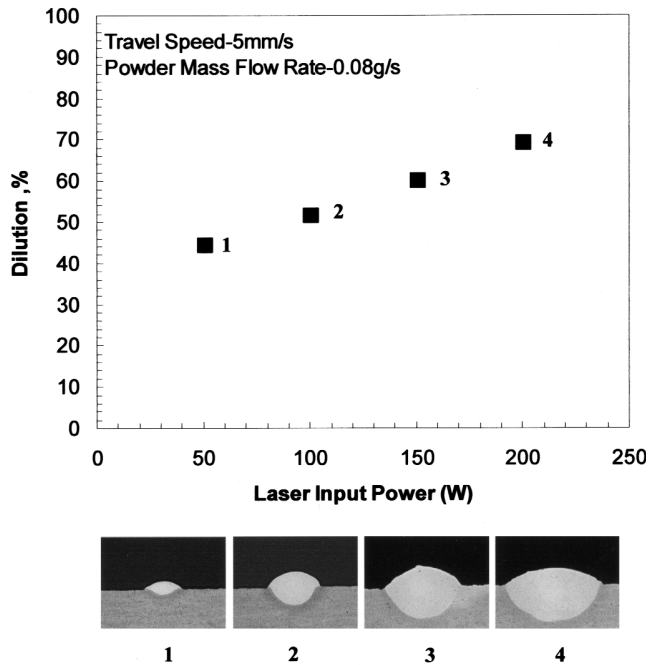 100
90
80
70
60
50
40
30
20
10
0
Dilution ,%
Travel Speed-5mm/s
Powder Mass Flow Rate-0.08g/s
4
3
2
1
0 50 100 150 200 250
Laser Input Power (W)
1 2 3 4